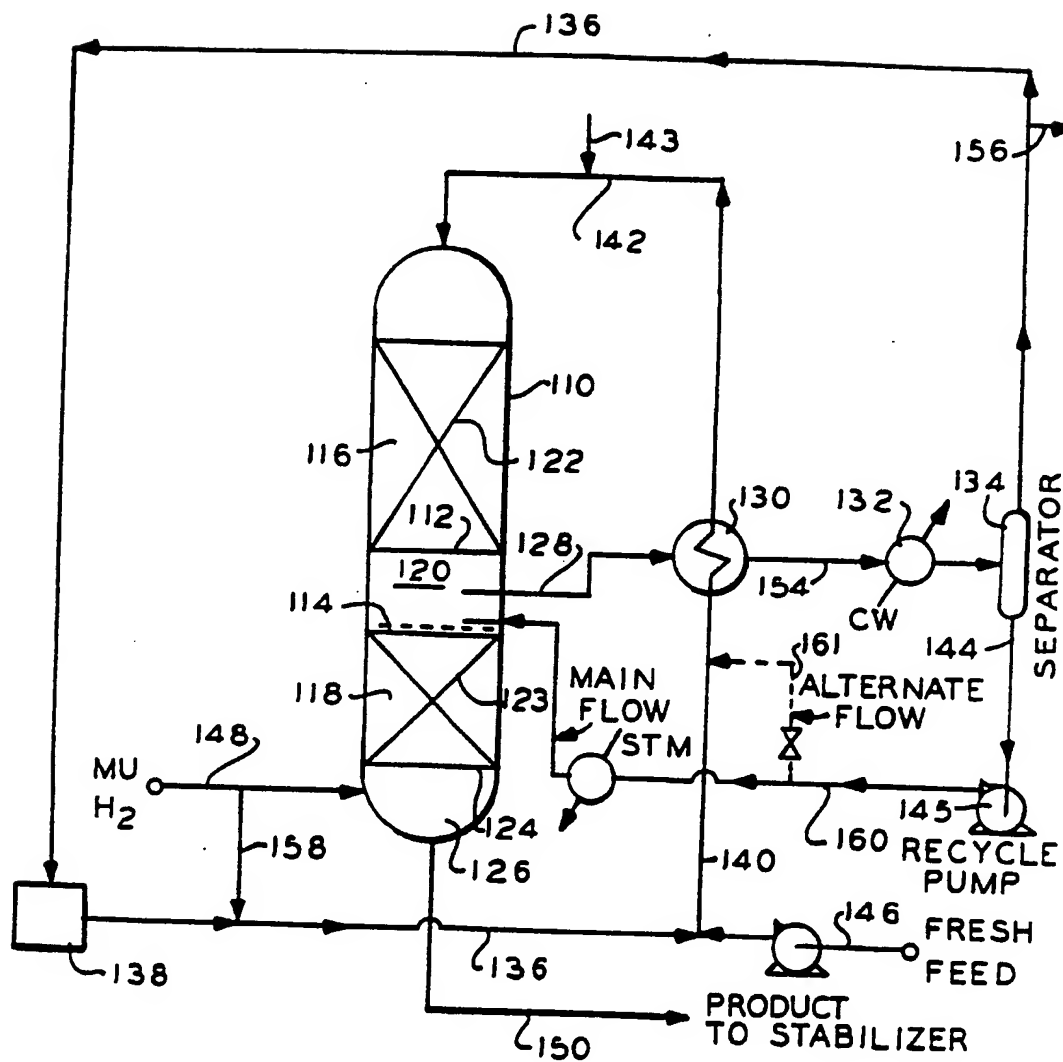 136
156
143
142
110
116
122
112
120
128
130
132
134
154
CW
SEPARATOR
144
114
118
123
MAIN
FLOW
STM
161
ALTERNATE
FLOW
148
MU
H2
158
124
126
140
160
145
RECYCLE
PUMP
146
FRESH
FEED
136
138
150
PRODUCT
TO STABILIZER